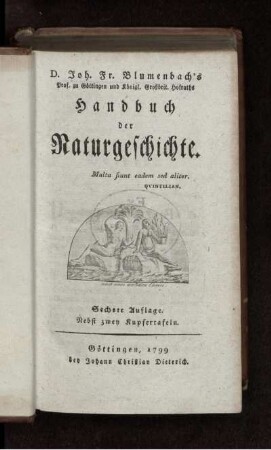 D. Joh. Fr. Blumenbach's
Prof. zu Göttingen und Königl. Großbrit. Hofraths
Handbuch
der
Naturgeschichte.
Multa fiunt eadem sed aliter.
QVINTILIAN.
Sechste Auflage.
Nebst zwey Kupfertafeln.
Göttingen, 1799
bey Johann Christian Dieterich.